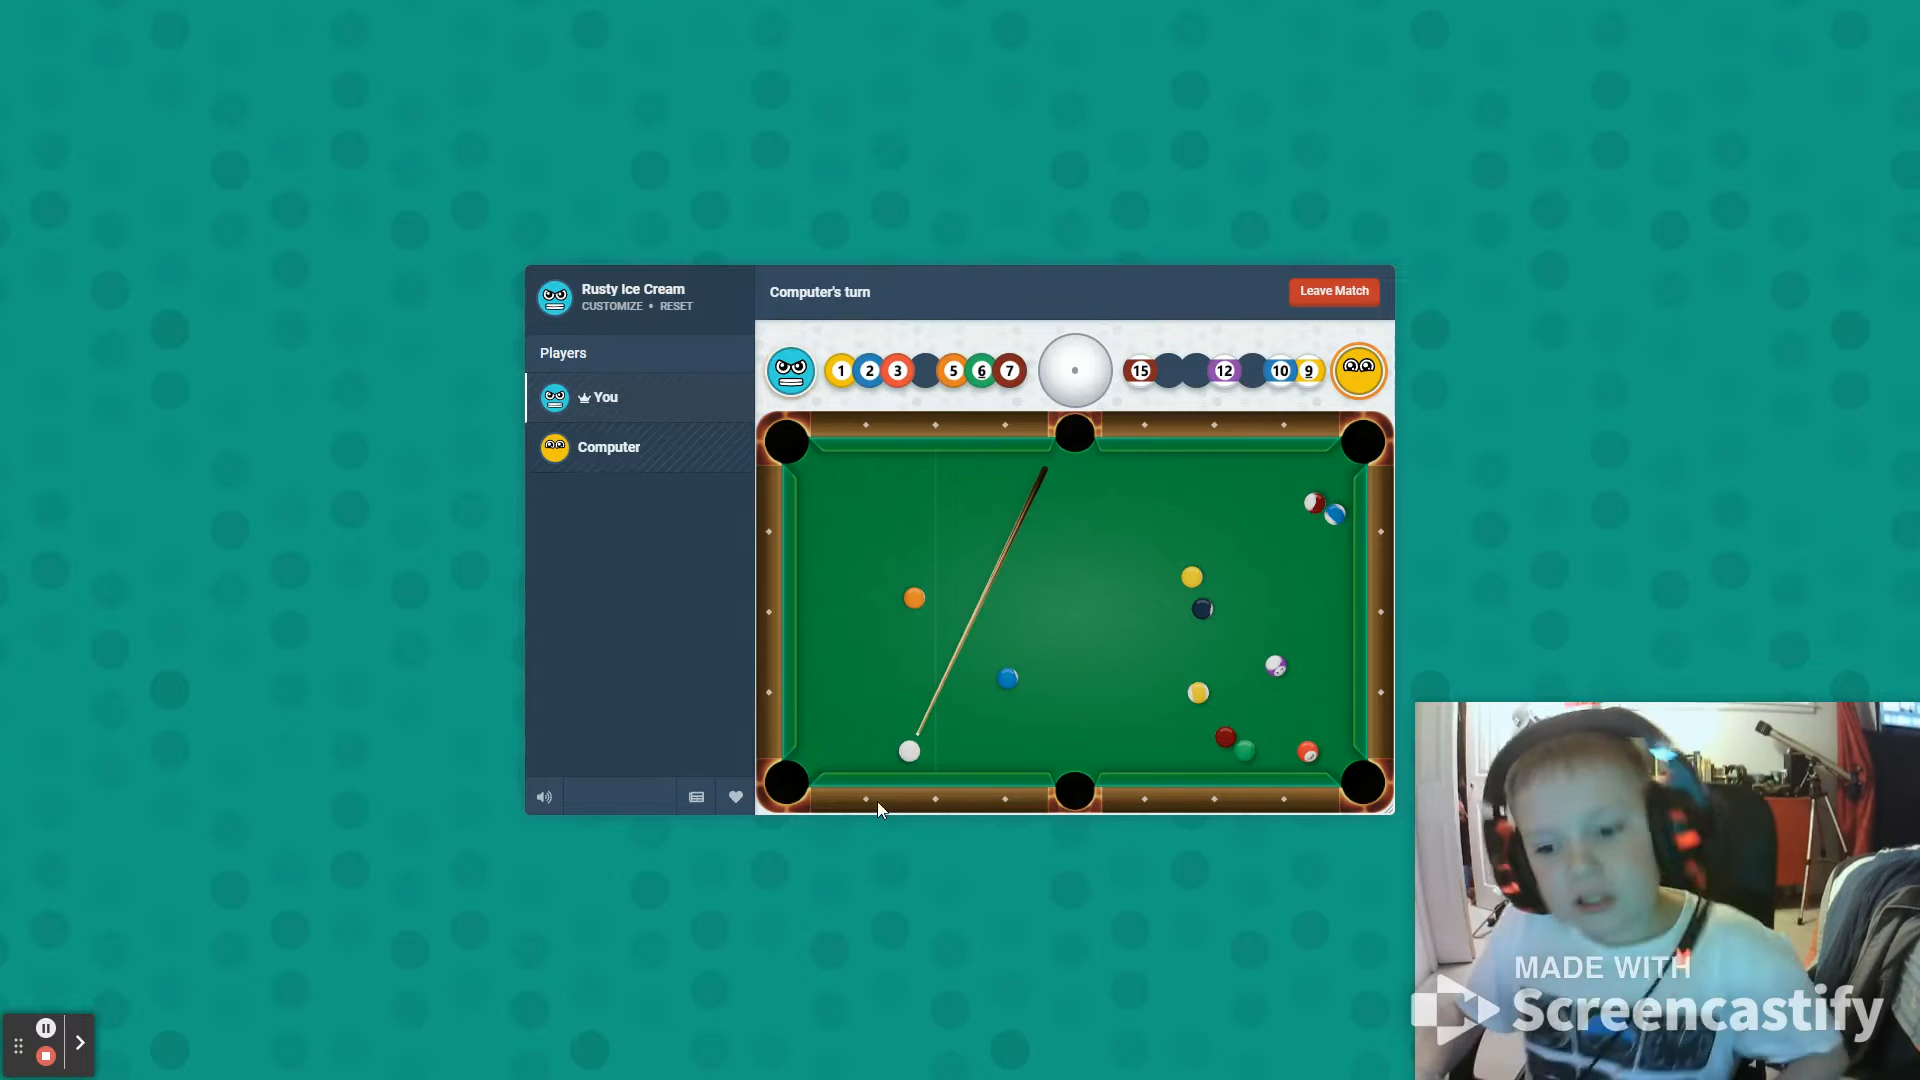 Rusty Ice Cream
CUSTOMIZE • RESET
Computer's turn
Leave Match
Players
You
Computer
1 2 3 5 6 7 15 12 10 9
MADE WITH
Screencastify